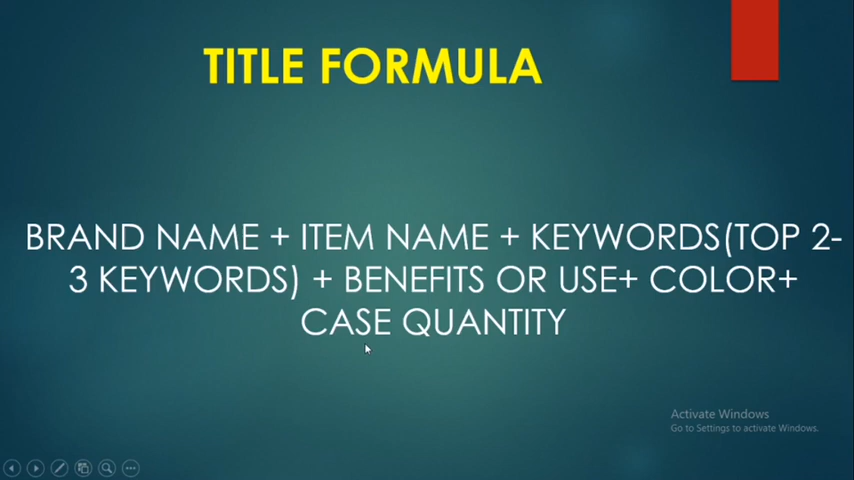 TITLE FORMULA
BRAND NAME + ITEM NAME + KEYWORDS(TOP 2-
3 KEYWORDS) + BENEFITS OR USE+ COLOR+
CASE QUANTITY
Activate Windows
Go to Settings to activate Windows.